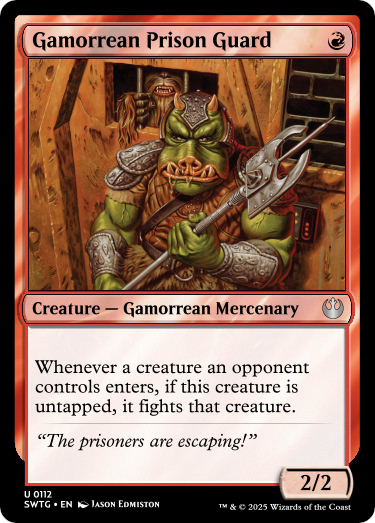 Gamorrean Prison Guard
Creature — Gamorrean Mercenary
Whenever a creature an opponent
controls enters, if this creature is
untapped, it fights that creature.
“The prisoners are escaping!”
2/2
U 0112
SWTG • EN Jason Edmiston
™ & © 2025 Wizards of the Coast